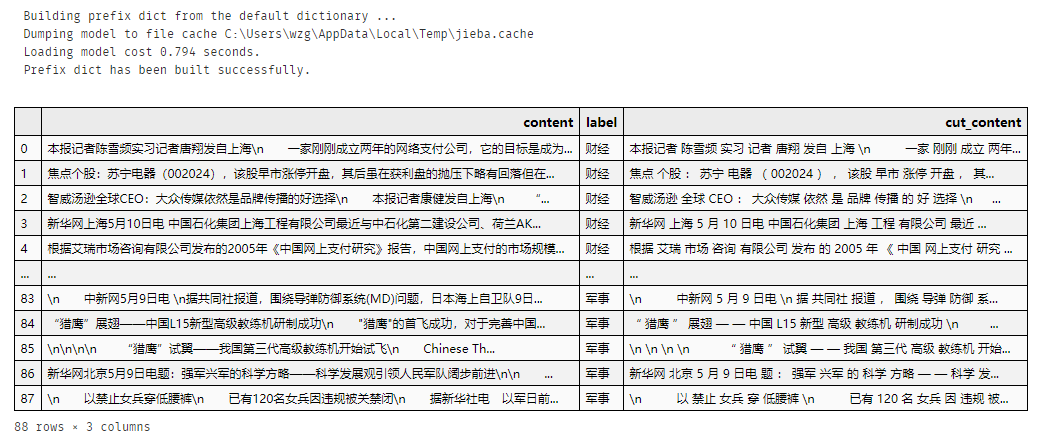 Building prefix dict from the default dictionary ...
Dumping model to file cache C:\Users\wzg\AppData\Local\Temp\jieba.cache
Loading model cost 0.794 seconds.
Prefix dict has been built successfully.
content label cut_content
0 本报记者陈雪频实习记者唐翔发自上海\n 一家刚刚成立两年的网络支付公司，它的目标是成为... 财经 本报记者 陈雪频 实习 记者 唐翔 发自 上海 \n 一家 刚刚 成立 两年...
1 焦点个股：苏宁电器（002024），该股早市涨停开盘，其后虽在获利盘的抛压下略有回落但在... 财经 焦点 个股 ： 苏宁 电器 （ 002024 ） ， 该股 早市 涨停 开盘 ， 其...
2 智威汤逊全球CEO：大众传媒依然是品牌传播的好选择\n 本报记者康健发自上海\n “... 财经 智威汤逊 全球 CEO ： 大众传媒 依然 是 品牌 传播 的 好 选择 \n ...
3 新华网上海5月10日电 中国石化集团上海工程有限公司最近与中石化第二建设公司、荷兰AK... 财经 新华网 上海 5 月 10 日电 中国石化集团 上海 工程 有限公司 最近 ...
4 根据艾瑞市场咨询有限公司发布的2005年《中国网上支付研究》报告，中国网上支付的市场规模... 财经 根据 艾瑞 市场 咨询 有限公司 发布 的 2005 年 《 中国 网上支付 研究 ...
... ... ... ...
83 \n 中新网5月9日电 \n据共同社报道，围绕导弹防御系统(MD)问题，日本海上自卫队9日... 军事 \n 中新网 5 月 9 日电 \n 据 共同社 报道 ， 围绕 导弹 防御 系...
84 “猎鹰”展翅——中国L15新型高级教练机研制成功\n "猎鹰"的首飞成功，对于完善中国... 军事 “ 猎鹰 ” 展翅 — — 中国 L15 新型 高级 教练机 研制成功 \n ...
85 \n\n\n\n “猎鹰”试翼——我国第三代高级教练机开始试飞\n Chinese Th... 军事 \n \n \n \n “ 猎鹰 ” 试翼 — — 我国 第三代 高级 教练机 开始...
86 新华网北京5月9日电题：强军兴军的科学方略——科学发展观引领人民军队阔步前进\n\n ... 军事 新华网 北京 5 月 9 日电 题 ： 强军 兴军 的 科学 方略 — — 科学 发...
87 \n 以禁止女兵穿低腰裤\n 已有120名女兵因违规被关禁闭\n 据新华社电 以军日前... 军事 \n 以 禁止 女兵 穿 低腰裤 \n 已有 120 名 女兵 因 违规 被...
88 rows × 3 columns